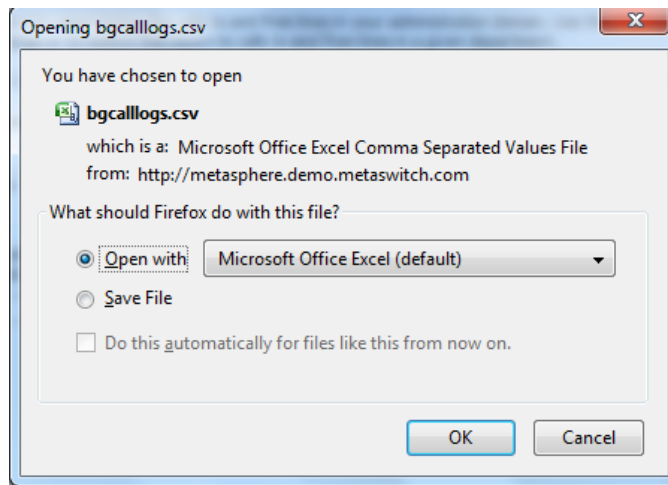 Opening bgcalllogs.csv
You have chosen to open
bgcalllogs.csv
which is a: Microsoft Office Excel Comma Separated Values File
from: http://metasphere.demo.metaswitch.com
What should Firefox do with this file?
Open with Microsoft Office Excel (default)
Save File
Do this automatically for files like this from now on.
OK Cancel